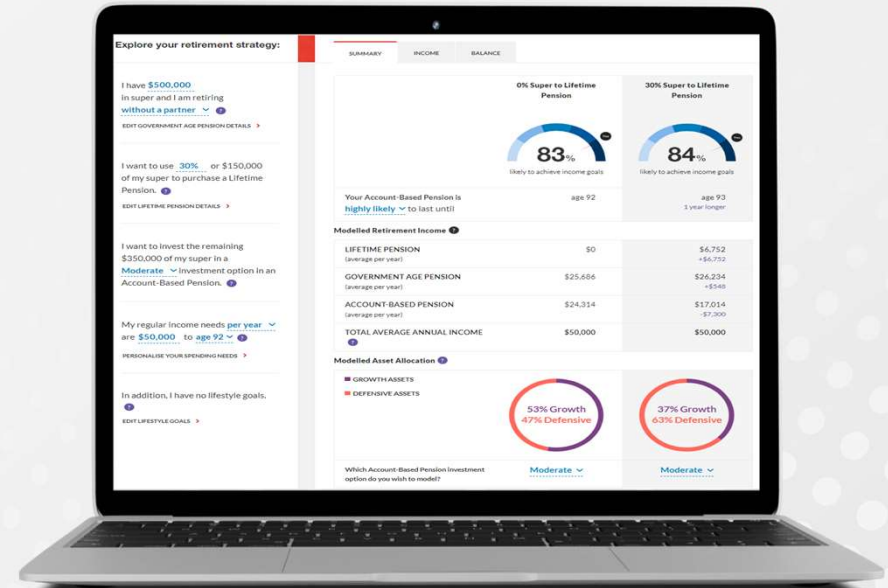 Explore your retirement strategy:
I have $500,000
in super and I am retiring
without a partner
EDIT GOVERNMENT AGE PENSION DETAILS
I want to use 30% or $150,000
of my super to purchase a Lifetime
Pension.
EDIT LIFETIME PENSION DETAILS
I want to invest the remaining
$350,000 of my super in a
Moderate investment option in an
Account-Based Pension.
My regular income needs per year
are $50,000 to age 92
PERSONALISE YOUR SPENDING NEEDS
In addition, I have no lifestyle goals,
EDIT LIFESTYLE GOALS
SUMMARY INCOME BALANCE
0% Super to Lifetime
Pension
30% Super to Lifetime
Pension
83%
likely to achieve income goals
84%
likely to achieve income goals
Your Account-Based Pension is
highly likely to last until
age 92
age 93
1 year longer
Modelled Retirement Income
LIFETIME PENSION
(average per year)
$0
$6,752
+$6,752
GOVERNMENT AGE PENSION
(average per year)
$25,686
$26,234
+$548
ACCOUNT-BASED PENSION
(average per year)
$24,314
$17,014
-$7,300
TOTAL AVERAGE ANNUAL INCOME
$50,000
$50,000
Modelled Asset Allocation
GROWTH ASSETS
DEFENSIVE ASSETS
53% Growth
47% Defensive
37% Growth
63% Defensive
Which Account-Based Pension investment
option do you wish to model?
Moderate
Moderate